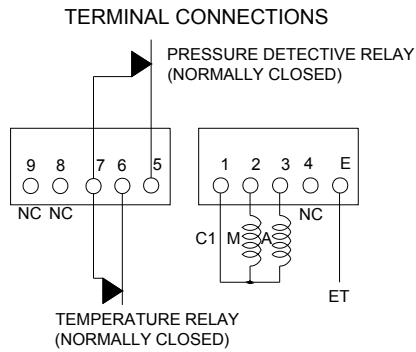 TERMINAL CONNECTIONS
PRESSURE DETECTIVE RELAY
(NORMALLY CLOSED)
9 8 7 6 5
NC NC
1 2 3 4 E
NC
C1 M A
ET
TEMPERATURE RELAY
(NORMALLY CLOSED)